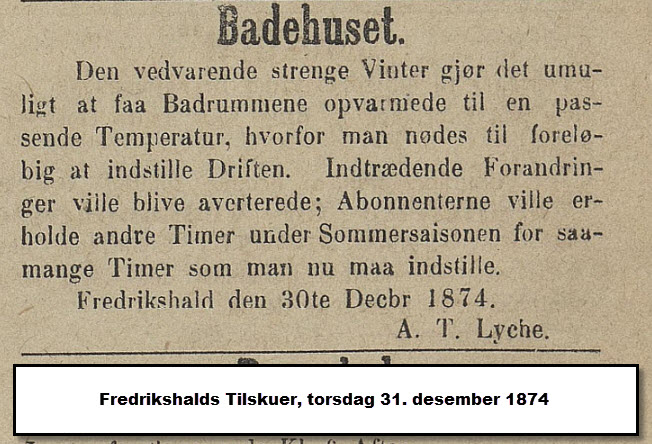 Badehuset.
Den vedvarende strenge Vinter gjør det umu-
ligt at faa Badrummene opvarmede til en pas-
sende Temperatur, hvorfor man nødes til forelø-
big at indstille Driften. Indtrædende Forandrin-
ger ville blive averterede; Abonnenterne ville er-
holde andre Timer under Sommersaisonen for saa-
mange Timer som man nu maa indstille.
Fredrikshald den 30te Decbr 1874.
A. T. Lyche.
Fredrikshalds Tilskuer, torsdag 31. desember 1874